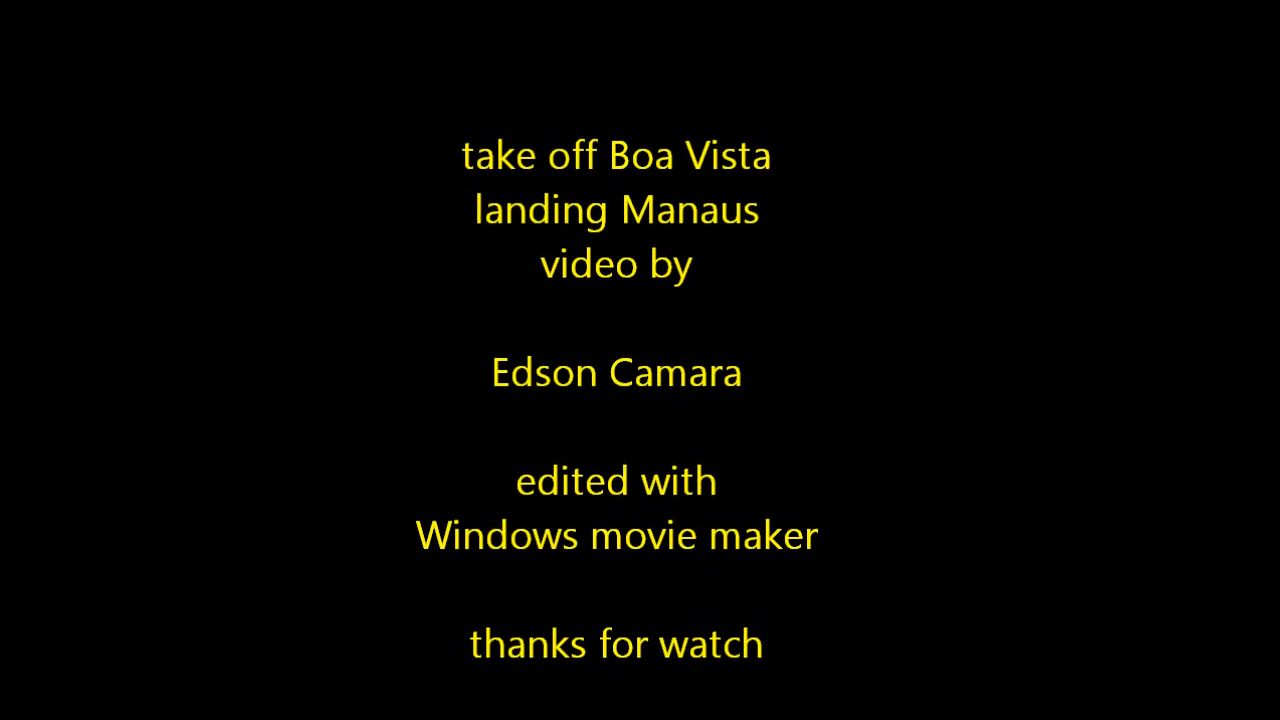 take off Boa Vista
landing Manaus
video by
Edson Camara
edited with
Windows movie maker
thanks for watch